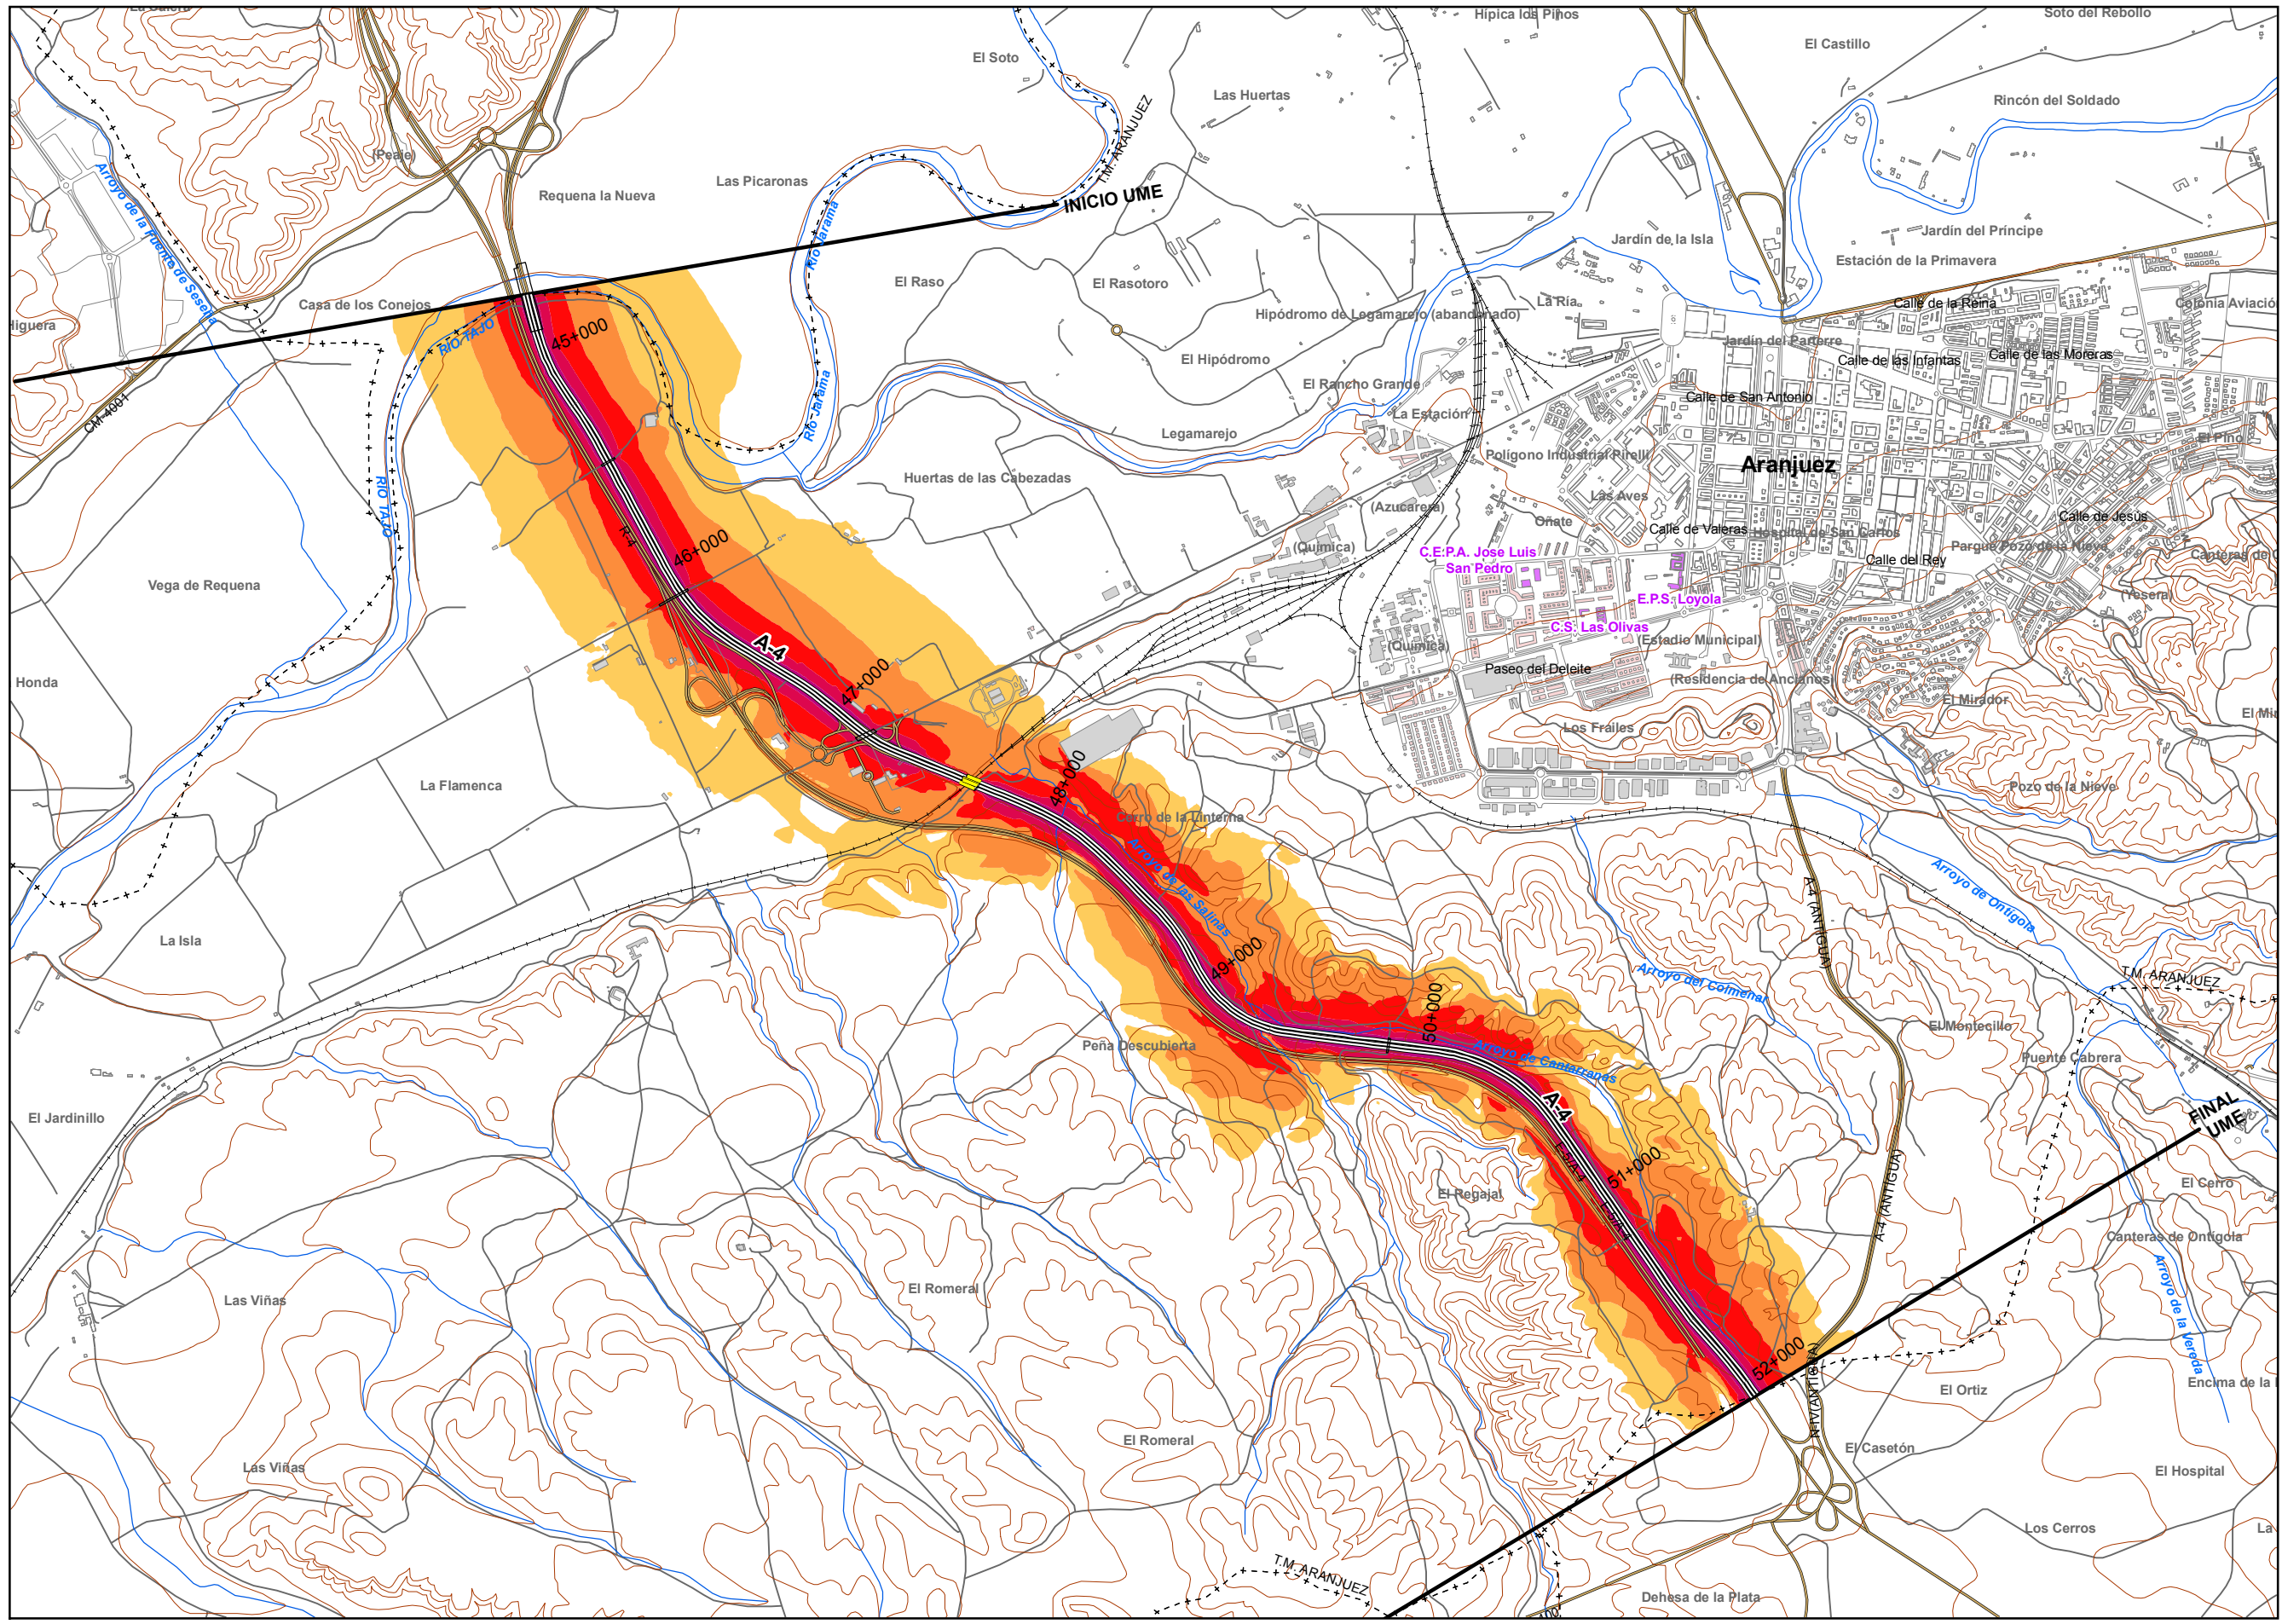 Hípica los Pinos
Soto del Rebollo
El Castillo
El Soto
Las Huertas
Rincón del Soldado
(Peaje)
T.M. ARANJUEZ
Requena la Nueva
Las Picaronas
INICIO UME
Arroyo de la Fuente de Seseña
Río Jarama
Jardín de la Isla
Jardín del Príncipe
Estación de la Primavera
El Raso
El Rasotoro
Casa de los Conejos
La Ría
Calle de la Reina
Hipódromo de Legamarejo (abandonado)
Higuera
RÍO TAJO
45+000
Jardín del Parterre
Calle de las Infantas
Calle de las Moreras
El Hipódromo
El Rancho Grande
Calle de San Antonio
CM-4001
Río Jarama
La Estación
Legamarejo
El Pino
Polígono Industrial Pirelli
Aranjuez
Huertas de las Cabezadas
RÍO TAJO
Las Aves
(Azucarera)
Oñate
Calle de Valeras
Hospital de San Carlos
Calle de Jesús
R-4
46+000
(Química)
C.E.P.A. Jose Luis
San Pedro
Parque Pozo de la Nieve
Calle del Rey
Vega de Requena
E.P.S. Loyola
(Yesera)
C.S. Las Olivas
(Estadio Municipal)
A-4
(Química)
Paseo del Deleite
(Residencia de Ancianos)
Honda
47+000
El Mirador
Los Frailes
La Flamenca
48+000
Pozo de la Nieve
Cerro de la Linterna
Arroyo de las Salinas
Arroyo de Ontígola
A-4 (ANTIGUA)
La Isla
49+000
Arroyo del Colmenar
T.M. ARANJUEZ
50+000
El Montecillo
Peña Descubierta
Arroyo de Cantarranas
Puente Cabrera
A-4
El Jardinillo
FINAL
UME
51+000
El Regajal
El Cerro
A-4 (ANTIGUA)
Canteras de Ontígola
El Romeral
Las Viñas
Arroyo de la Vereda
52+000
N-IV(ANTIGUA)
Encima de la
El Ortiz
El Romeral
El Casetón
Las Viñas
El Hospital
Los Cerros
La
T.M. ARANJUEZ
Dehesa de la Plata